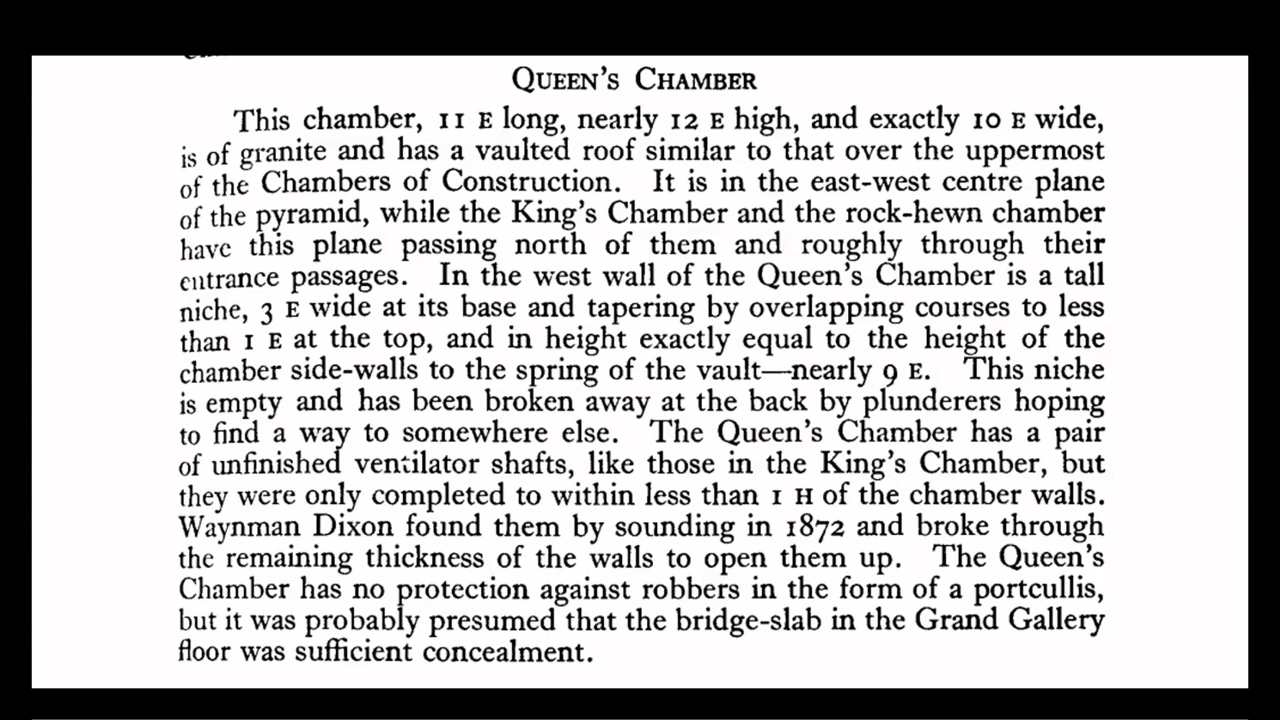 QUEEN'S CHAMBER
This chamber, 11 E long, nearly 12 E high, and exactly 10 E wide,
is of granite and has a vaulted roof similar to that over the uppermost
of the Chambers of Construction. It is in the east-west centre plane
of the pyramid, while the King's Chamber and the rock-hewn chamber
have this plane passing north of them and roughly through their
entrance passages. In the west wall of the Queen's Chamber is a tall
niche, 3 E wide at its base and tapering by overlapping courses to less
than 1 E at the top, and in height exactly equal to the height of the
chamber side-walls to the spring of the vault—nearly 9 E. This niche
is empty and has been broken away at the back by plunderers hoping
to find a way to somewhere else. The Queen's Chamber has a pair
of unfinished ventilator shafts, like those in the King's Chamber, but
they were only completed to within less than 1 H of the chamber walls.
Waynman Dixon found them by sounding in 1872 and broke through
the remaining thickness of the walls to open them up. The Queen's
Chamber has no protection against robbers in the form of a portcullis,
but it was probably presumed that the bridge-slab in the Grand Gallery
floor was sufficient concealment.